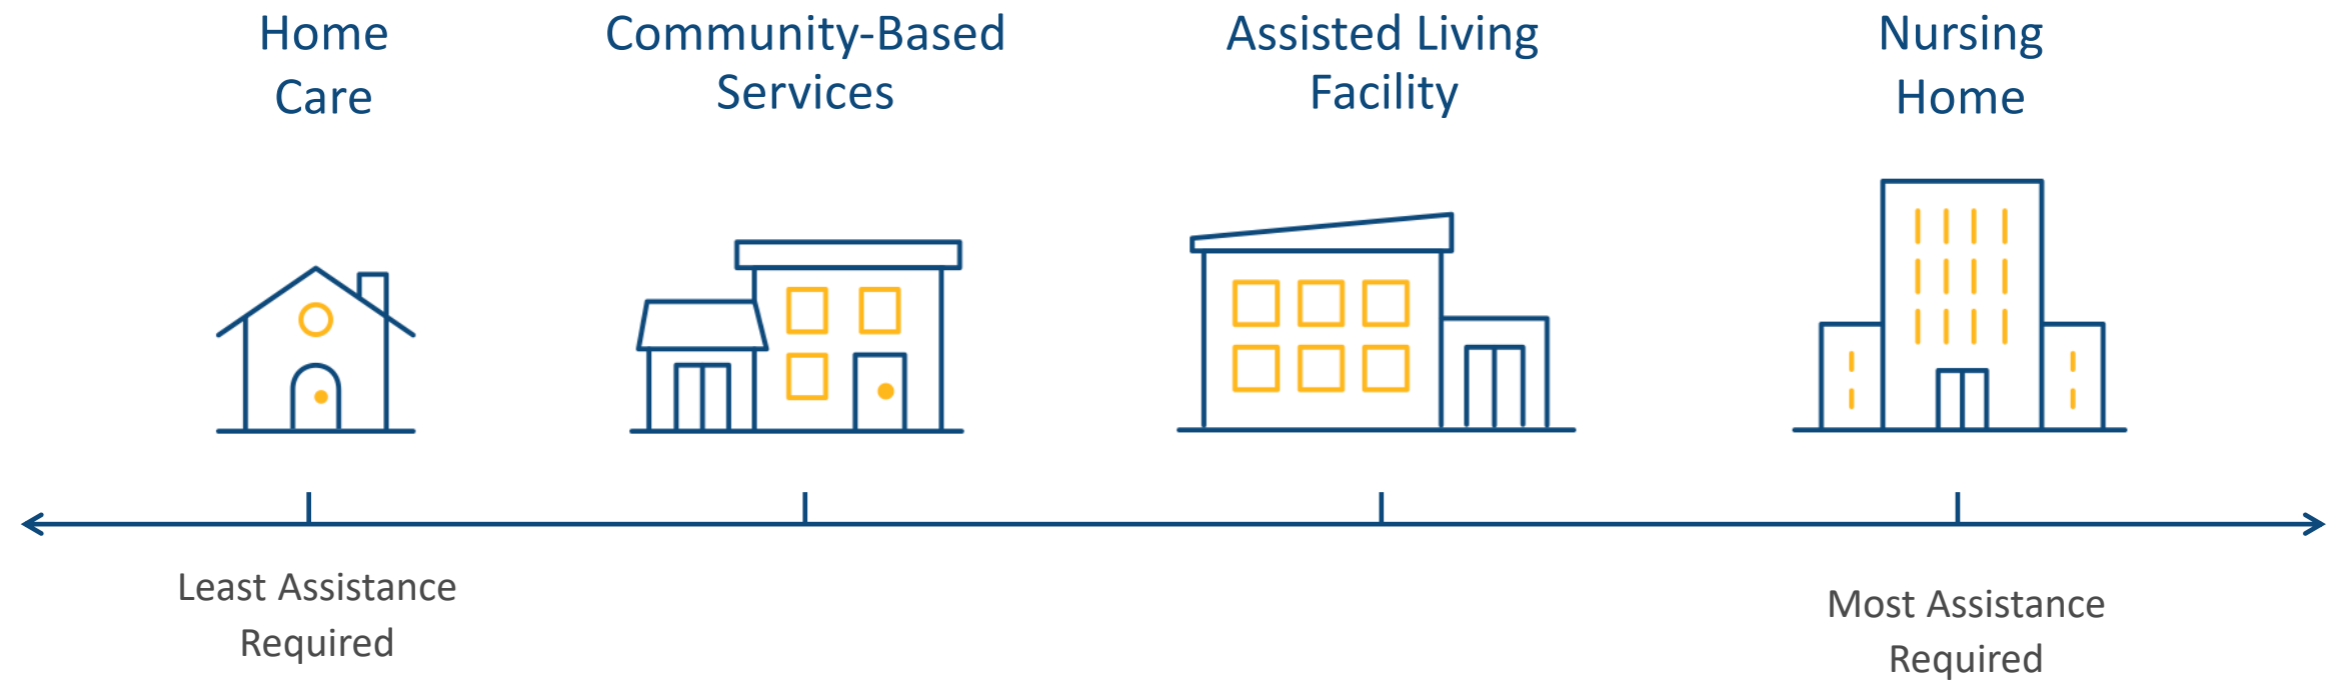 Home
Care
Community-Based
Services
Assisted Living
Facility
Nursing
Home
Least Assistance
Required
Most Assistance
Required